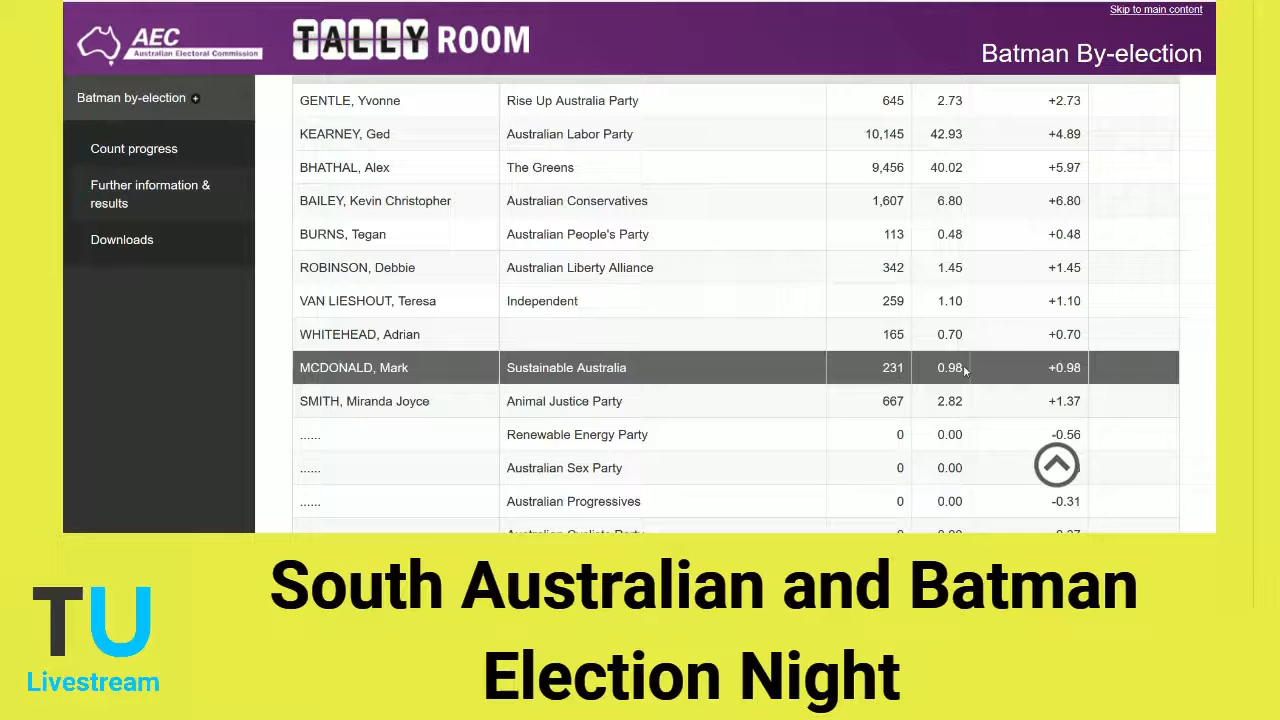 Skip to main content
AEC
Australian Electoral Commission
TALLY ROOM
Batman By-election
Batman by-election
Count progress
Further information &
results
Downloads
GENTLE, Yvonne Rise Up Australia Party 645 2.73 +2.73
KEARNEY, Ged Australian Labor Party 10,145 42.93 +4.89
BHATHAL, Alex The Greens 9,456 40.02 +5.97
BAILEY, Kevin Christopher Australian Conservatives 1,607 6.80 +6.80
BURNS, Tegan Australian People's Party 113 0.48 +0.48
ROBINSON, Debbie Australian Liberty Alliance 342 1.45 +1.45
VAN LIESHOUT, Teresa Independent 259 1.10 +1.10
WHITEHEAD, Adrian 165 0.70 +0.70
MCDONALD, Mark Sustainable Australia 231 0.98 +0.98
SMITH, Miranda Joyce Animal Justice Party 667 2.82 +1.37
...... Renewable Energy Party 0 0.00 -0.56
...... Australian Sex Party 0 0.00
...... Australian Progressives 0 0.00 -0.31
TU
Livestream
South Australian and Batman
Election Night